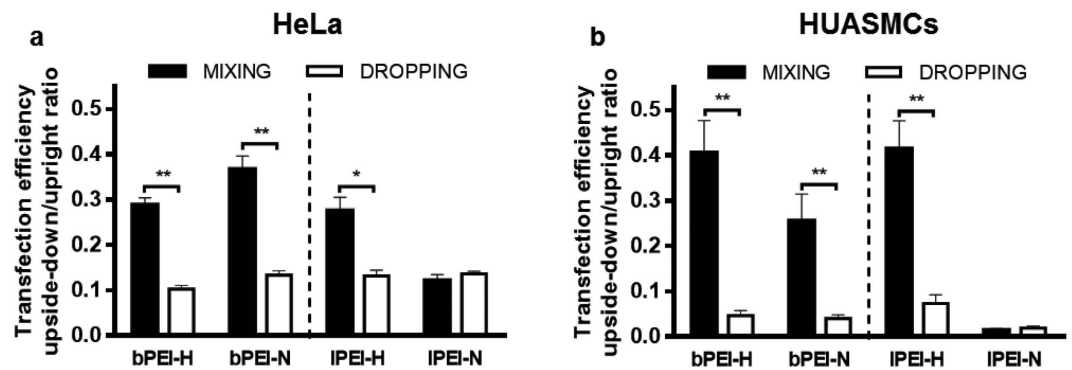 HeLa
a
MIXING DROPPING
Transfection efficiency
upside-down/upright ratio
0.5
0.4
0.3
0.2
0.1
0.0
**
**
*
bPEI-H bPEI-N lPEI-H lPEI-N
HUASMCs
b
MIXING DROPPING
Transfection efficiency
upside-down/upright ratio
0.5
0.4
0.3
0.2
0.1
0.0
**
**
**
bPEI-H bPEI-N lPEI-H lPEI-N